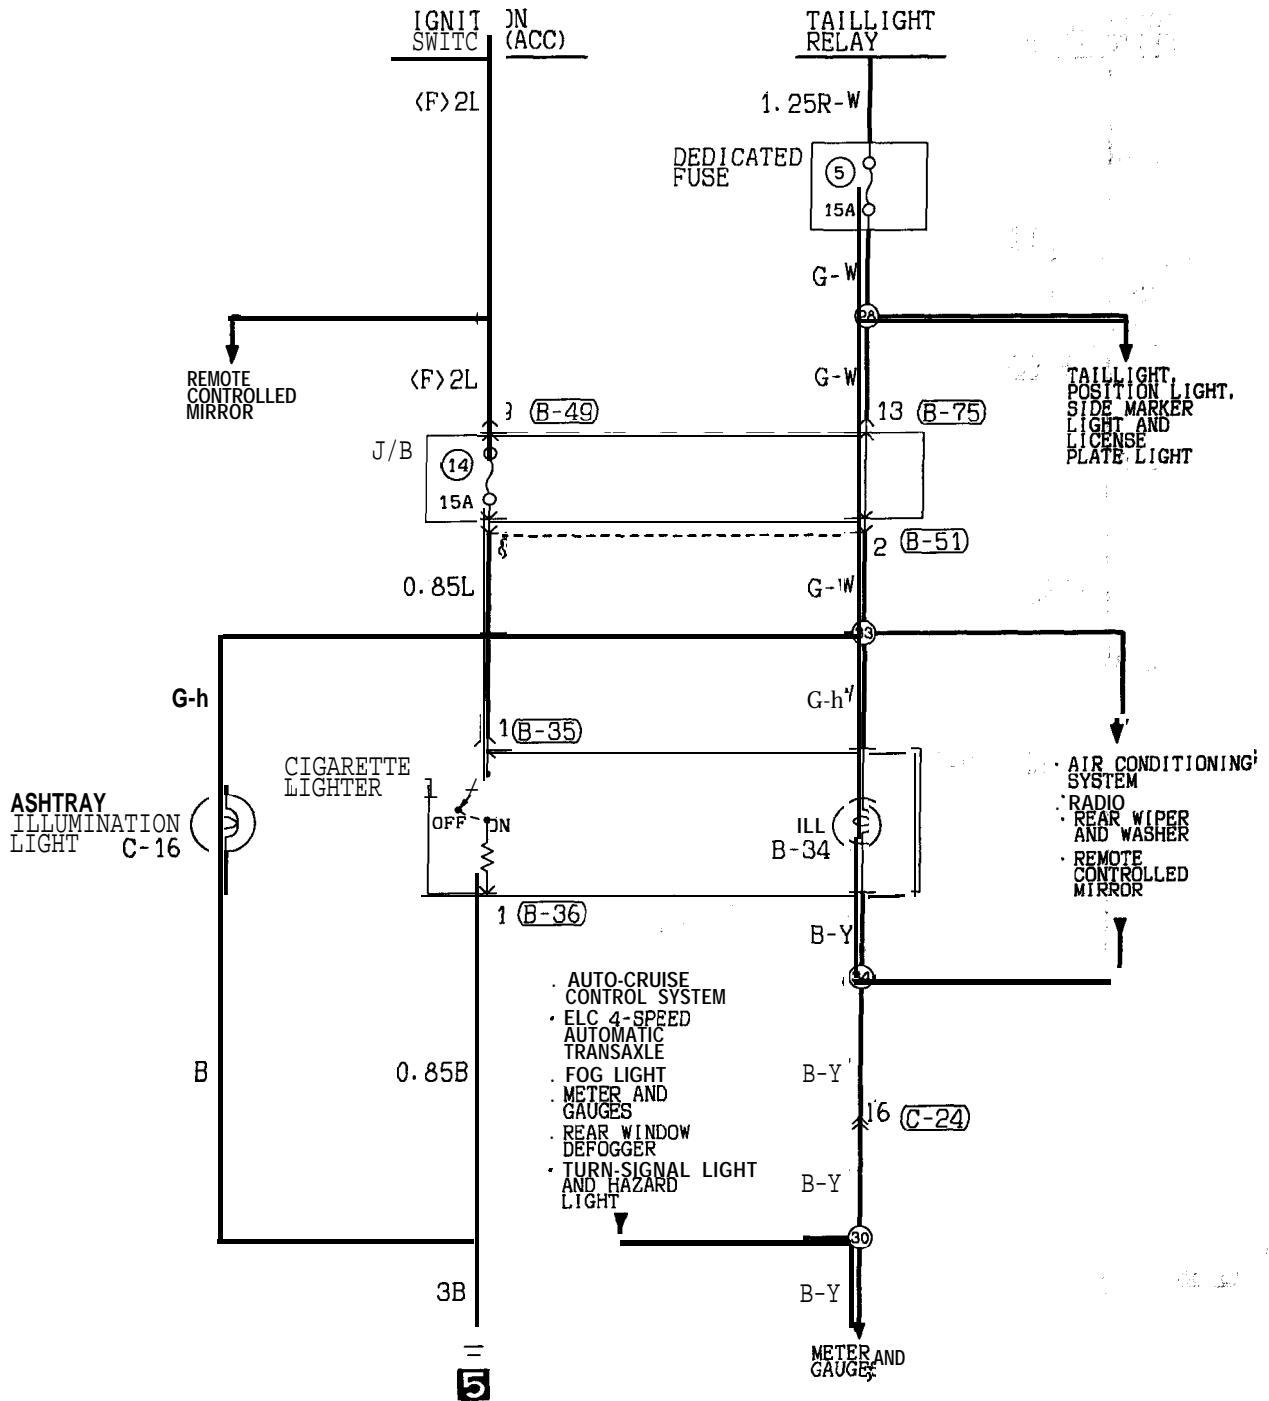 IGNIT ON
SWITC (ACC)
TAILLIGHT
RELAY
<F>2L
1.25R-W
DEDICATED
FUSE
5
15A
G-W
28
REMOTE
CONTROLLED
MIRROR
<F>2L
G-W
TAILLIGHT,
POSITION LIGHT,
SIDE MARKER
LIGHT AND
LICENSE
PLATE LIGHT
B-49
13 B-75
J/B
14
15A
2 B-51
0.85L
G-W
33
G-h
G-h
1 B-35
CIGARETTE
LIGHTER
OFF ON
ASHTRAY
ILLUMINATION
LIGHT C-16
ILL
B-34
· AIR CONDITIONING
SYSTEM
· RADIO
· REAR WIPER
AND WASHER
· REMOTE
CONTROLLED
MIRROR
1 B-36
B-Y
34
. AUTO-CRUISE
CONTROL SYSTEM
· ELC 4-SPEED
AUTOMATIC
TRANSAXLE
. FOG LIGHT
. METER AND
GAUGES
. REAR WINDOW
DEFOGGER
· TURN-SIGNAL LIGHT
AND HAZARD
LIGHT
B
0.85B
B-Y
16 C-24
B-Y
30
3B
B-Y
METER AND
GAUGES
5